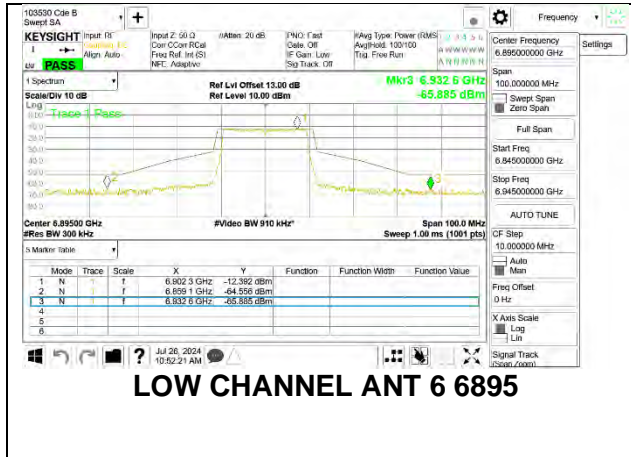 103530 Cde B
Swept SA
+
Frequency
Settings
KEYSIGHT Input: RF
Align: Auto
PASS
Input Z: 50 Ω
Corr CCorr RCal
Freq Ref: Int (S)
NFE: Adaptive
#Atten: 20 dB
PNO: Fast
Gate: Off
IF Gain: Low
Sig Track: Off
#Avg Type: Power (RMS)
Avg|Hold: 100/100
Trig: Free Run
1 Spectrum
Scale/Div 10 dB
Ref Lvl Offset 13.00 dB
Ref Level 10.00 dBm
Mkr3 6.932 6 GHz
-65.885 dBm
Log
Trace 1 Pass
Center 6.89500 GHz
#Res BW 300 kHz
#Video BW 910 kHz*
Span 100.0 MHz
Sweep 1.00 ms (1001 pts)
5 Marker Table
Mode Trace Scale X Y Function Function Width Function Value
1 N 1 f 6.902 3 GHz -12.392 dBm
2 N 1 f 6.859 1 GHz -64.556 dBm
3 N 1 f 6.932 6 GHz -65.885 dBm
4
5
6
Jul 26, 2024
10:52:21 AM
Center Frequency
6.895000000 GHz
Span
100.000000 MHz
Swept Span
Zero Span
Full Span
Start Freq
6.845000000 GHz
Stop Freq
6.945000000 GHz
AUTO TUNE
CF Step
10.000000 MHz
Auto
Man
Freq Offset
0 Hz
X Axis Scale
Log
Lin
Signal Track
(Span Zoom)
LOW CHANNEL ANT 6 6895